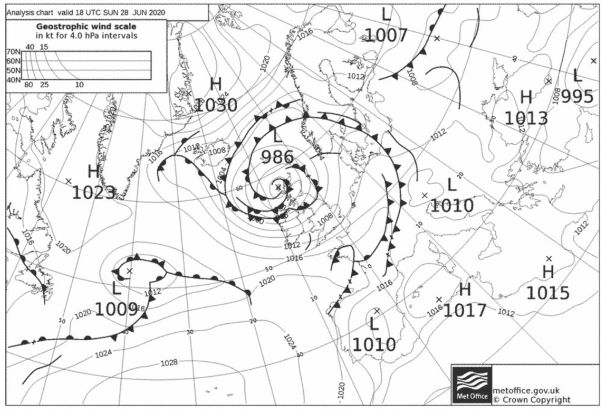 Analysis chart valid 18 UTC SUN 28 JUN 2020
Geostrophic wind scale
in kt for 4.0 hPa intervals
40 15
70N
60N
50N
40N
80 25 10
L
1007
H
1030
H
1023
L
986
L
1009
L
1010
H
1013
L
995
L
1010
H
1017
H
1015
1016
1020
1024
1012
1008
1008
1012
1012
1016
1016
1008
1008
1012
1016
1020
1016
1020
1012
1020
1024
1028
1024
1020
1016
1016
1012
Met Office
metoffice.gov.uk
© Crown Copyright